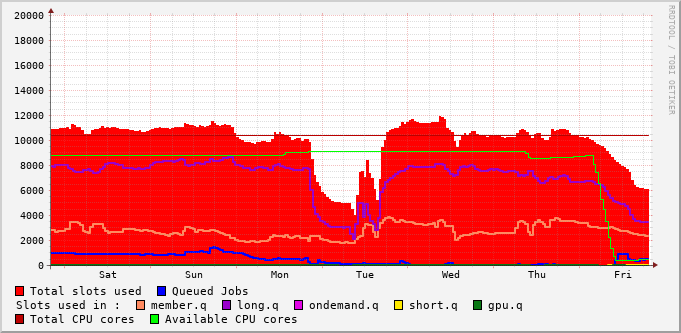 RRDTOOL / TOBI OETIKER
20000
18000
16000
14000
12000
10000
8000
6000
4000
2000
0
Sat Sun Mon Tue Wed Thu Fri
Total slots used Queued Jobs
Slots used in : member.q long.q ondemand.q short.q gpu.q
Total CPU cores Available CPU cores